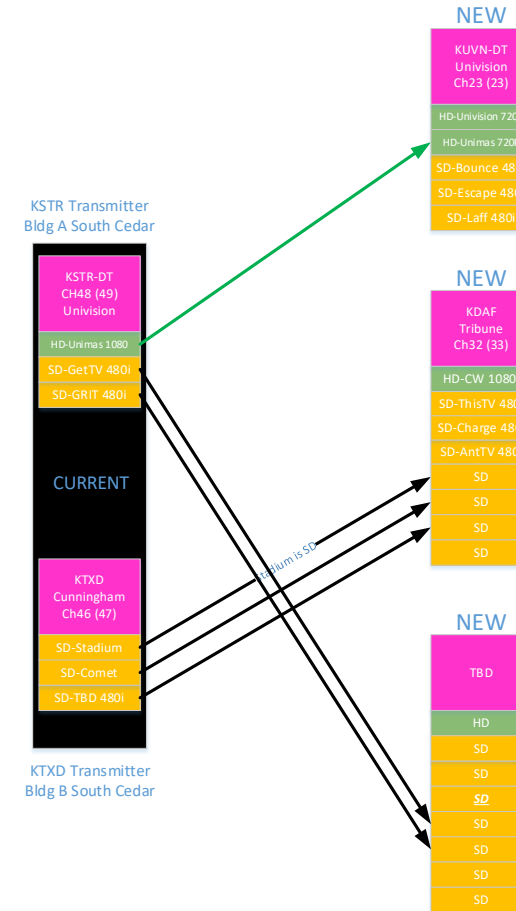 NEW
KUVN-DT
Univision
Ch23 (23)
HD-Univision 720
HD-Unimas 720
SD-Bounce 48
SD-Escape 48
SD-Laff 480i
KSTR Transmitter
Bldg A South Cedar
KSTR-DT
CH48 (49)
Univision
HD-Unimas 1080
SD-GetTV 480i
SD-GRIT 480i
CURRENT
KTXD
Cunningham
Ch46 (47)
SD-Stadium
SD-Comet
SD-TBD 480i
KTXD Transmitter
Bldg B South Cedar
Stadium is SD
NEW
KDAF
Tribune
Ch32 (33)
HD-CW 1080
SD-ThisTV 480
SD-Charge 480
SD-AntTV 480
SD
SD
SD
SD
NEW
TBD
HD
SD
SD
SD
SD
SD
SD
SD